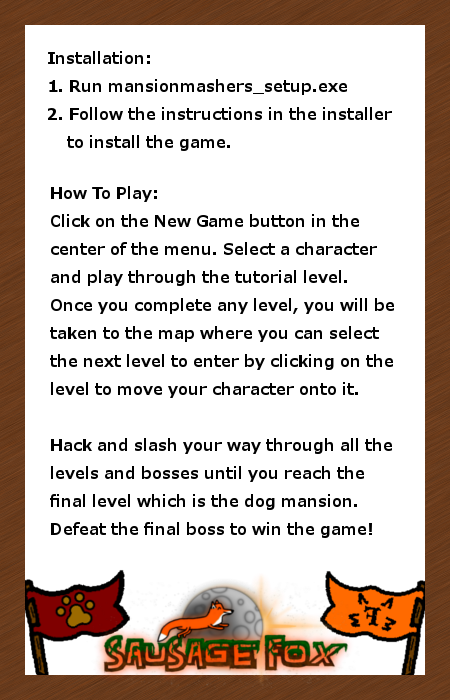 Installation:
1. Run mansionmashers_setup.exe
2. Follow the instructions in the installer
to install the game.
How To Play:
Click on the New Game button in the
center of the menu. Select a character
and play through the tutorial level.
Once you complete any level, you will be
taken to the map where you can select
the next level to enter by clicking on the
level to move your character onto it.
Hack and slash your way through all the
levels and bosses until you reach the
final level which is the dog mansion.
Defeat the final boss to win the game!
SAUSAGE FOX